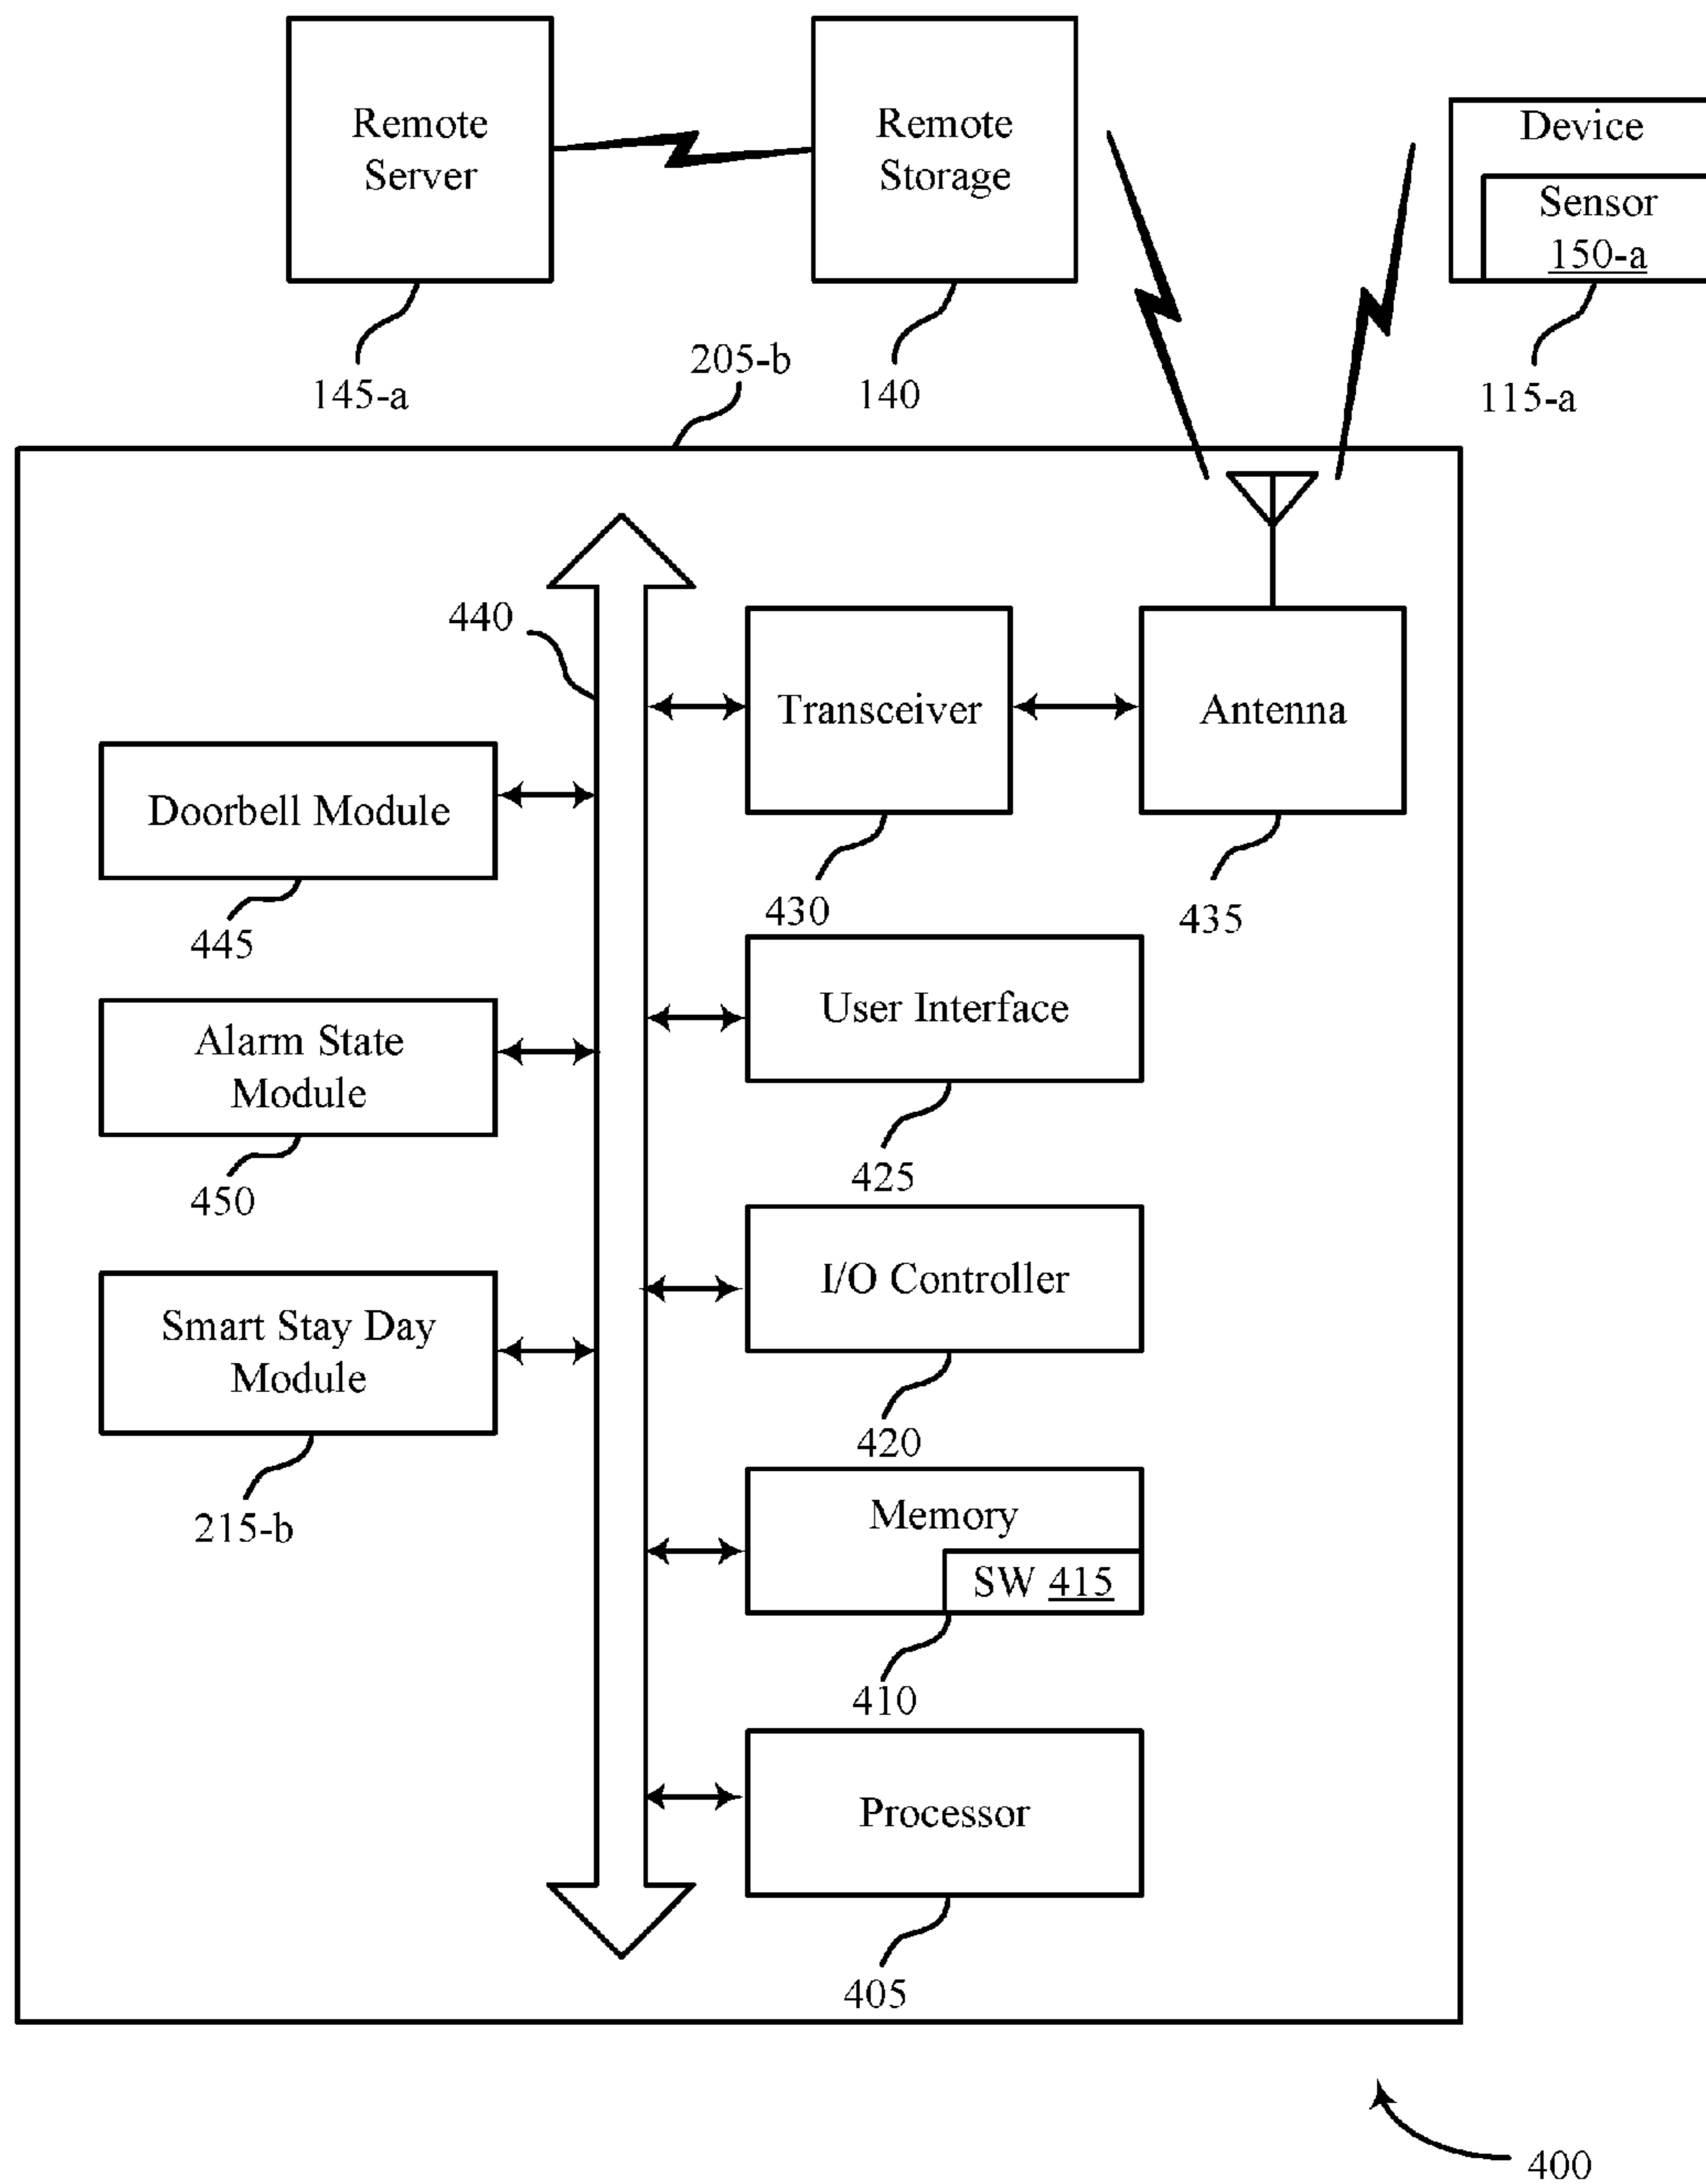 Remote
Server
Remote
Storage
Device
Sensor
150-a
145-a
205-b
140
115-a
440
Transceiver
Antenna
Doorbell Module
430
435
445
User Interface
Alarm State
Module
425
450
I/O Controller
Smart Stay Day
Module
420
215-b
Memory
SW 415
410
Processor
405
400